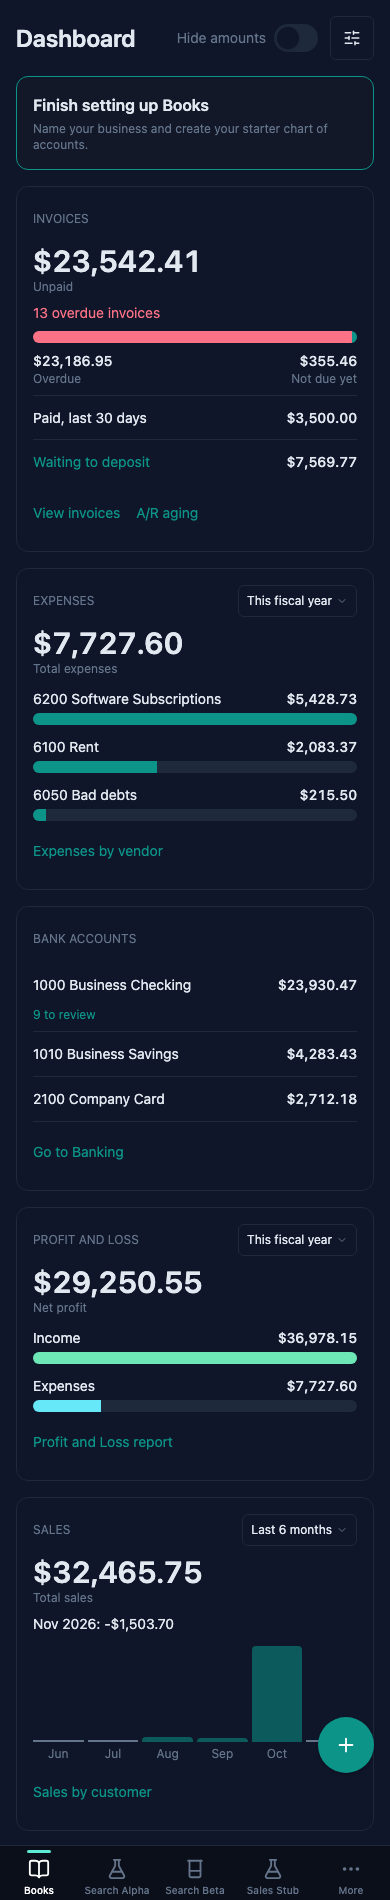 Dashboard
Hide amounts
Finish setting up Books
Name your business and create your starter chart of
accounts.
INVOICES
$23,542.41
Unpaid
13 overdue invoices
$23,186.95 $355.46
Overdue Not due yet
Paid, last 30 days $3,500.00
Waiting to deposit $7,569.77
View invoices A/R aging
EXPENSES This fiscal year
$7,727.60
Total expenses
6200 Software Subscriptions $5,428.73
6100 Rent $2,083.37
6050 Bad debts $215.50
Expenses by vendor
BANK ACCOUNTS
1000 Business Checking $23,930.47
9 to review
1010 Business Savings $4,283.43
2100 Company Card $2,712.18
Go to Banking
PROFIT AND LOSS This fiscal year
$29,250.55
Net profit
Income $36,978.15
Expenses $7,727.60
Profit and Loss report
SALES Last 6 months
$32,465.75
Total sales
Nov 2026: -$1,503.70
Jun Jul Aug Sep Oct
Sales by customer
Books Search Alpha Search Beta Sales Stub More